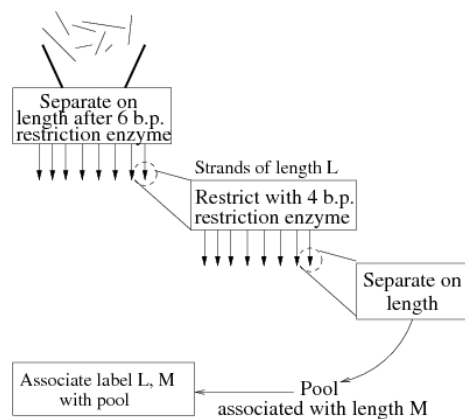 Separate on
length after 6 b.p.
restriction enzyme
Strands of length L
Restrict with 4 b.p.
restriction enzyme
Separate on
length
Associate label L, M
with pool
Pool
associated with length M